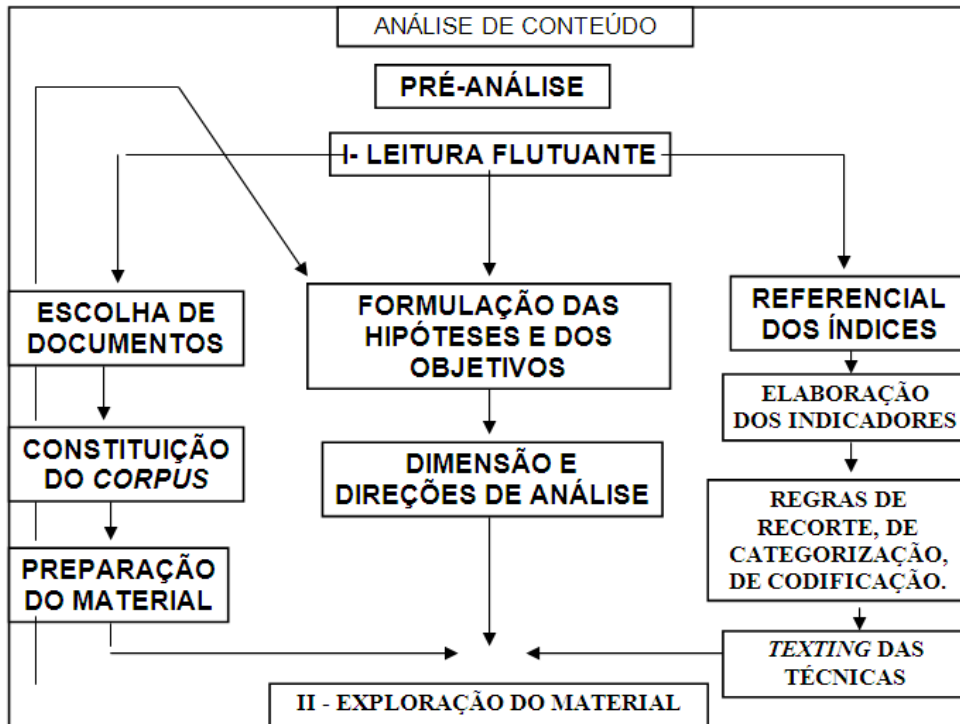 ANÁLISE DE CONTEÚDO
PRÉ-ANÁLISE
I- LEITURA FLUTUANTE
ESCOLHA DE
DOCUMENTOS
CONSTITUIÇÃO
DO CORPUS
PREPARAÇÃO
DO MATERIAL
FORMULAÇÃO DAS
HIPÓTESES E DOS
OBJETIVOS
DIMENSÃO E
DIREÇÕES DE ANÁLISE
REFERENCIAL
DOS ÍNDICES
ELABORAÇÃO
DOS INDICADORES
REGRAS DE
RECORTE, DE
CATEGORIZAÇÃO,
DE CODIFICAÇÃO.
TEXTING DAS
TÉCNICAS
II - EXPLORAÇÃO DO MATERIAL